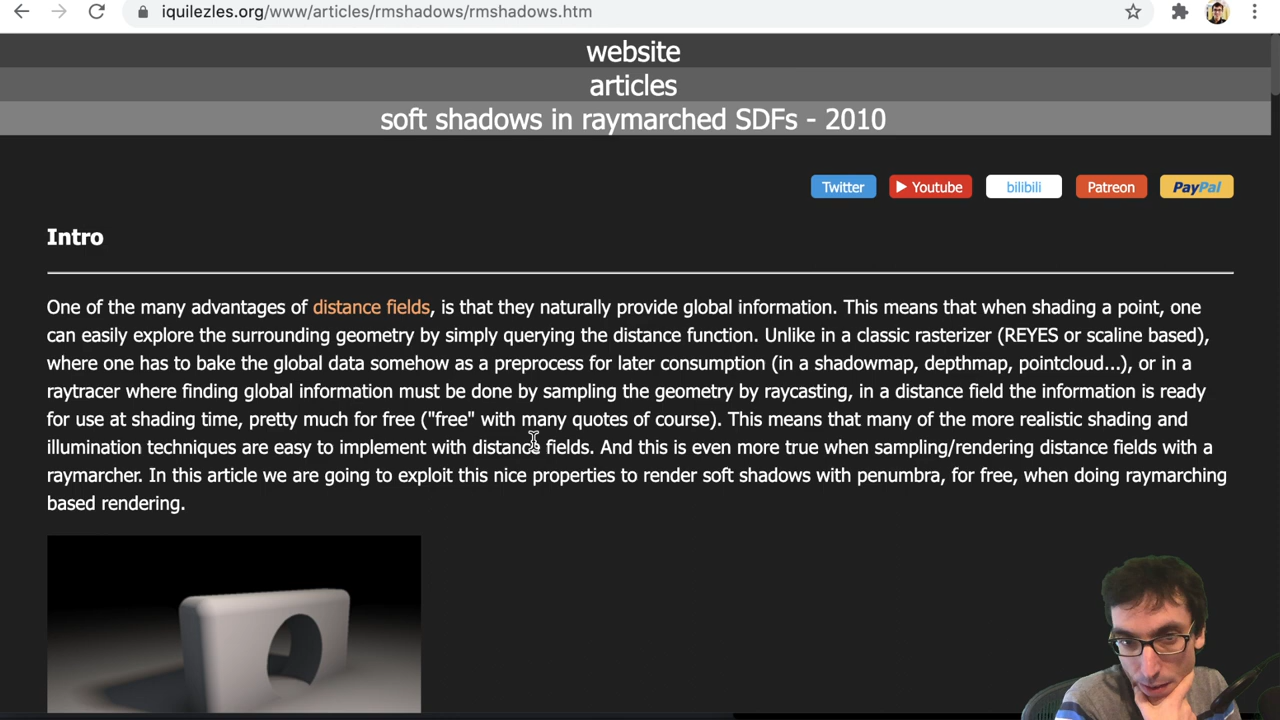 iquilezles.org/www/articles/rmshadows/rmshadows.htm
website
articles
soft shadows in raymarched SDFs - 2010
Twitter
Youtube
bilibili
Patreon
PayPal
Intro
One of the many advantages of distance fields, is that they naturally provide global information. This means that when shading a point, one
can easily explore the surrounding geometry by simply querying the distance function. Unlike in a classic rasterizer (REYES or scaline based),
where one has to bake the global data somehow as a preprocess for later consumption (in a shadowmap, depthmap, pointcloud...), or in a
raytracer where finding global information must be done by sampling the geometry by raycasting, in a distance field the information is ready
for use at shading time, pretty much for free ("free" with many quotes of course). This means that many of the more realistic shading and
illumination techniques are easy to implement with distance fields. And this is even more true when sampling/rendering distance fields with a
raymarcher. In this article we are going to exploit this nice properties to render soft shadows with penumbra, for free, when doing raymarching
based rendering.